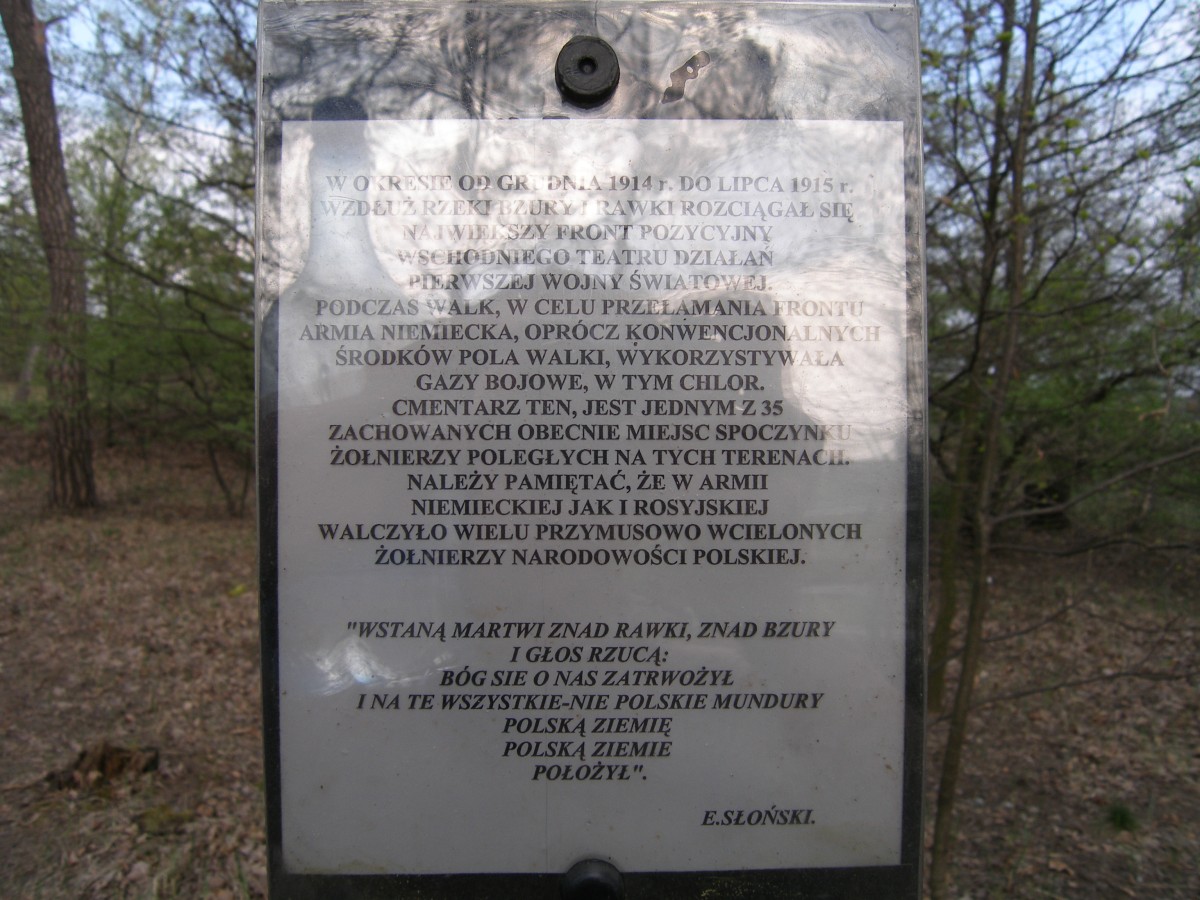 W OKRESIE OD GRUDNIA 1914 r. DO LIPCA 1915 r.
WZDŁUŻ RZEKI BZURY I RAWKI ROZCIĄGAŁ SIĘ
NAJWIĘKSZY FRONT POZYCYJNY
WSCHODNIEGO TEATRU DZIAŁAŃ
PIERWSZEJ WOJNY ŚWIATOWEJ.
PODCZAS WALK, W CELU PRZEŁAMANIA FRONTU
ARMIA NIEMIECKA, OPRÓCZ KONWENCJONALNYCH
ŚRODKÓW POLA WALKI, WYKORZYSTYWAŁA
GAZY BOJOWE, W TYM CHLOR.
CMENTARZ TEN, JEST JEDNYM Z 35
ZACHOWANYCH OBECNIE MIEJSC SPOCZYNKU
ŻOŁNIERZY POLEGŁYCH NA TYCH TERENACH.
NALEŻY PAMIĘTAĆ, ŻE W ARMII
NIEMIECKIEJ JAK I ROSYJSKIEJ
WALCZYŁO WIELU PRZYMUSOWO WCIELONYCH
ŻOŁNIERZY NARODOWOŚCI POLSKIEJ.
"WSTANĄ MARTWI ZNAD RAWKI, ZNAD BZURY
I GŁOS RZUCĄ:
BÓG SIE O NAS ZATRWOŻYŁ
I NA TE WSZYSTKIE-NIE POLSKIE MUNDURY
POLSKĄ ZIEMIĘ
POLSKĄ ZIEMIE
POŁOŻYŁ".
E.SŁOŃSKI.